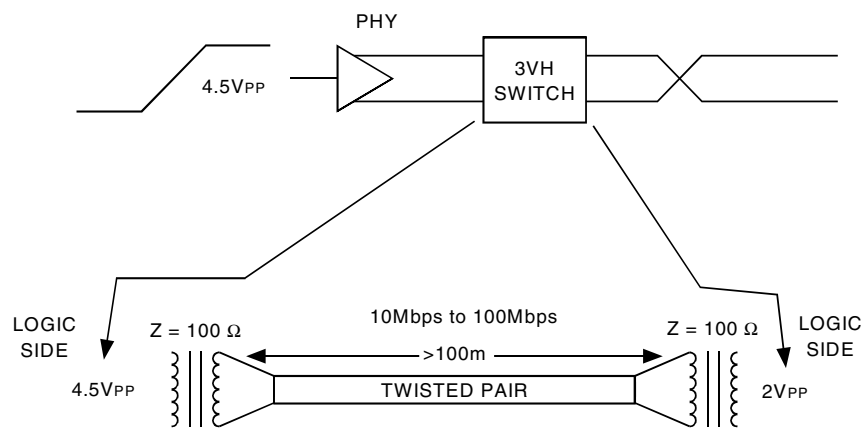 PHY
4.5VPP
3VH
SWITCH
10Mbps to 100Mbps
LOGIC
SIDE
Z = 100 Ω
Z = 100 Ω
LOGIC
SIDE
>100m
4.5VPP
TWISTED PAIR
2VPP